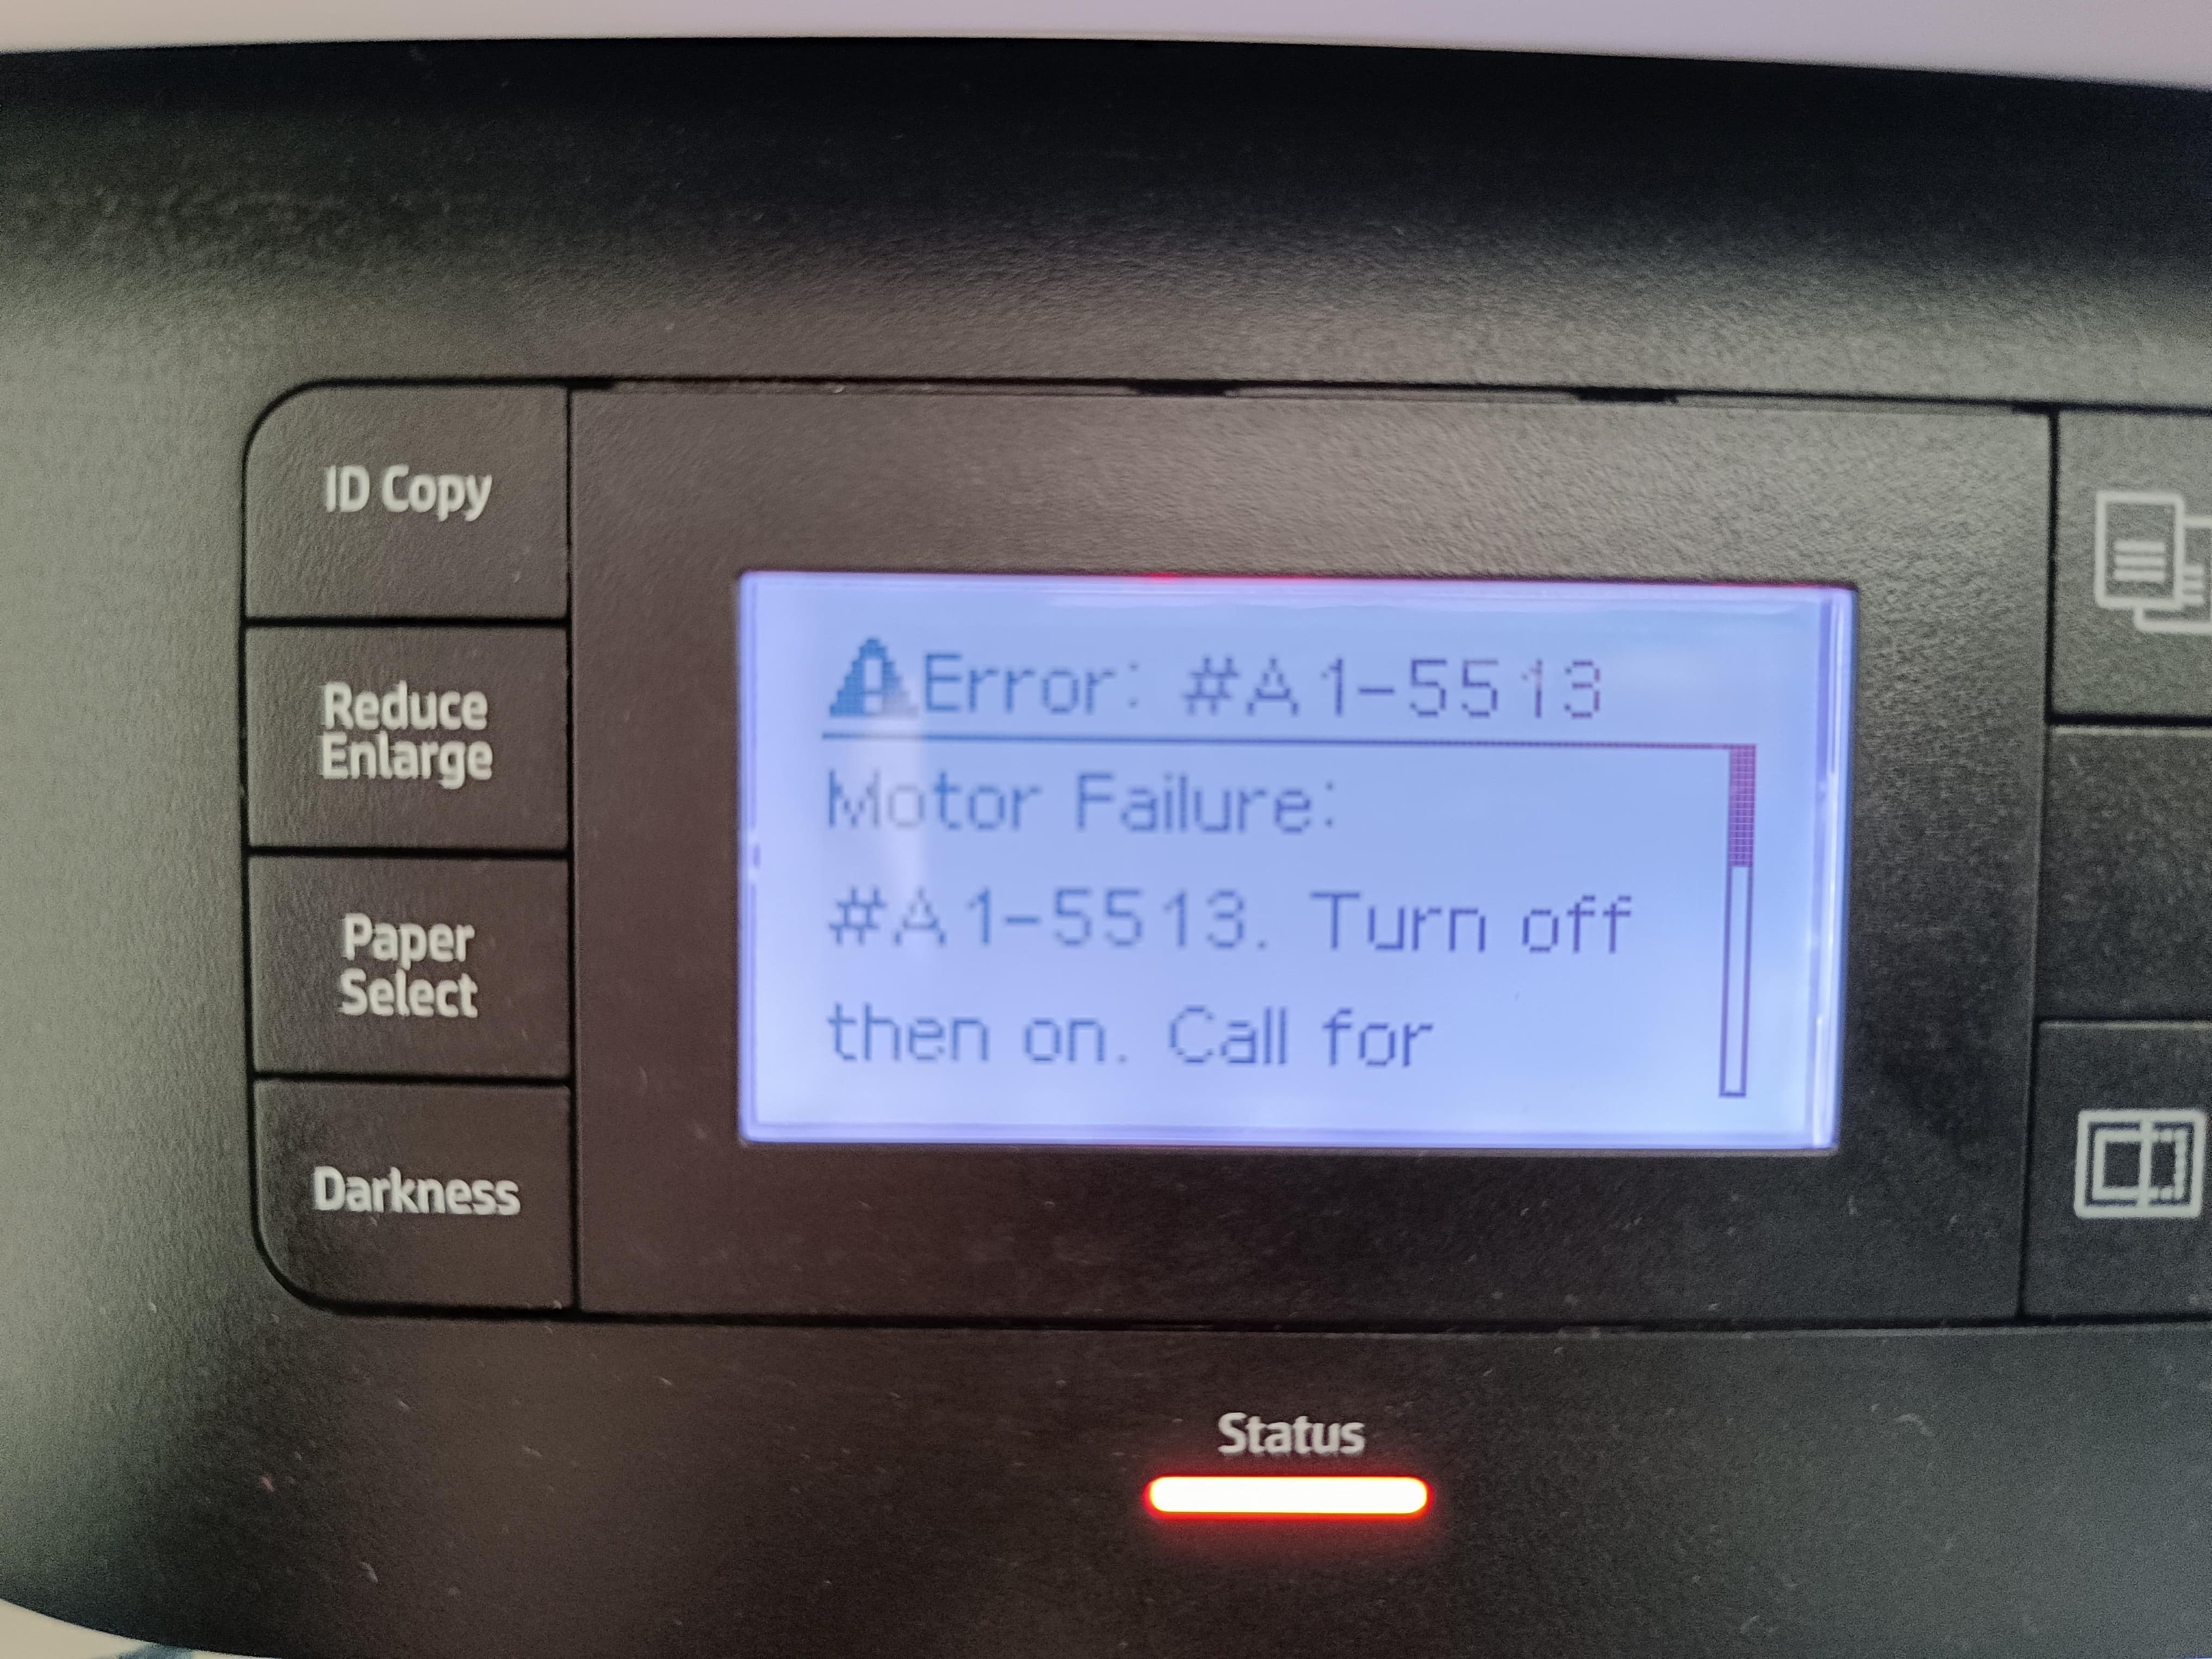 ID Copy
Reduce
Enlarge
Paper
Select
Darkness
Error: #A1-5513
Motor Failure:
#A1-5513. Turn off
then on. Call for
Status